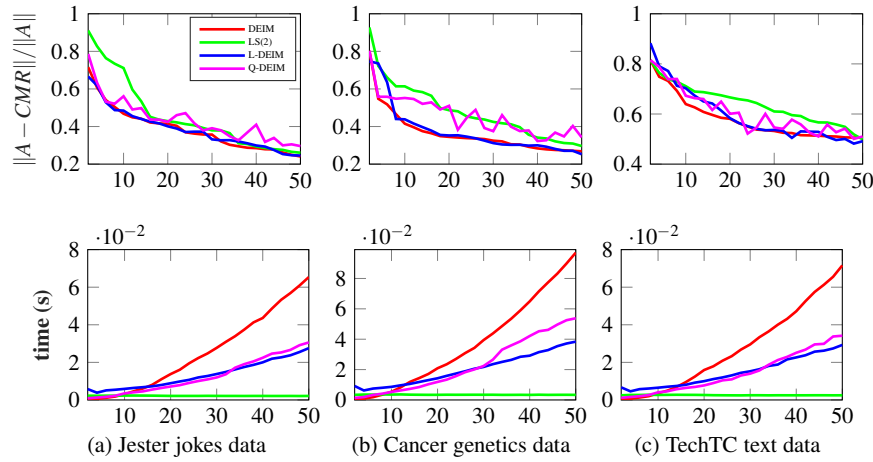 ‖A − CMR‖/‖A‖
1
0.8
0.6
0.4
0.2
10 20 30 40 50
DEIM
LS(2)
L-DEIM
Q-DEIM
1
0.8
0.6
0.4
0.2
10 20 30 40 50
1
0.8
0.6
0.4
10 20 30 40 50
time (s)
·10⁻²
8
6
4
2
0
10 20 30 40 50
(a) Jester jokes data
·10⁻²
8
6
4
2
0
10 20 30 40 50
(b) Cancer genetics data
·10⁻²
8
6
4
2
0
10 20 30 40 50
(c) TechTC text data